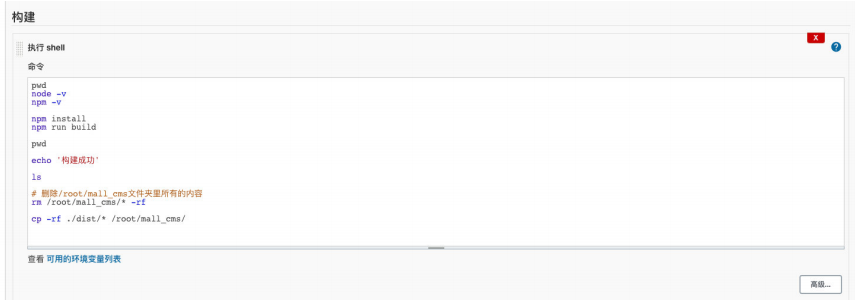 构建
X
执行 shell
?
命令
pwd
node -v
npm -v
npm install
npm run build
pwd
echo '构建成功'
ls
# 删除/root/mall_cms文件夹里所有的内容
rm /root/mall_cms/* -rf
cp -rf ./dist/* /root/mall_cms/
查看 可用的环境变量列表
高级...